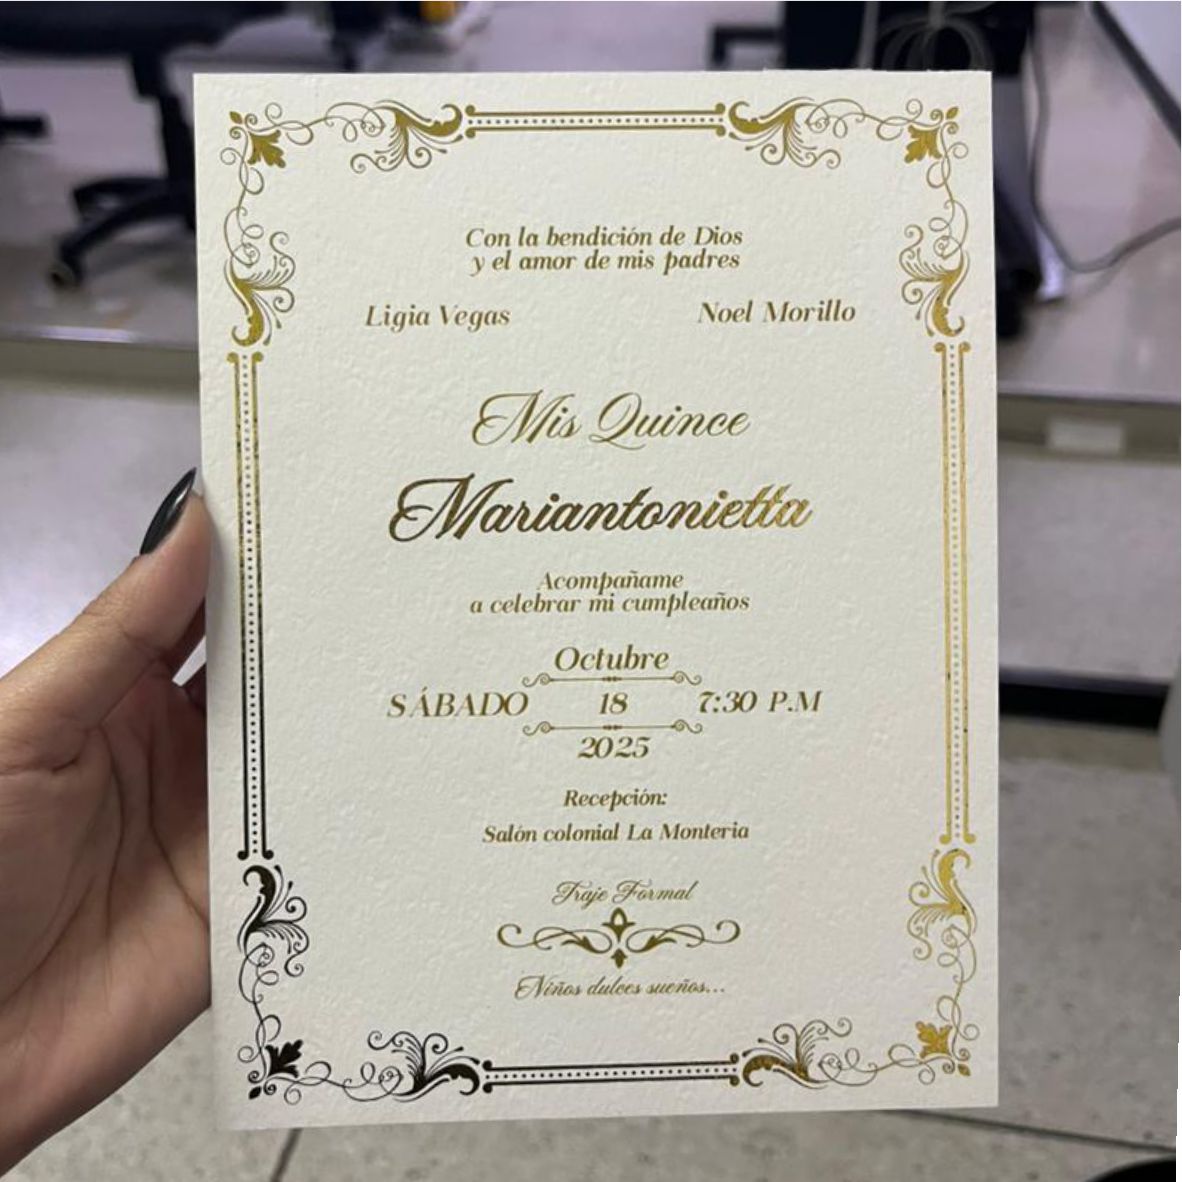 Con la bendición de Dios
y el amor de mis padres
Ligia Vegas Noel Morillo
Mis Quince
Mariantonietta
Acompañame
a celebrar mi cumpleaños
Octubre
SÁBADO 18 7:30 P.M
2025
Recepción:
Salón colonial La Monteria
Traje Formal
Niños dulces sueños...